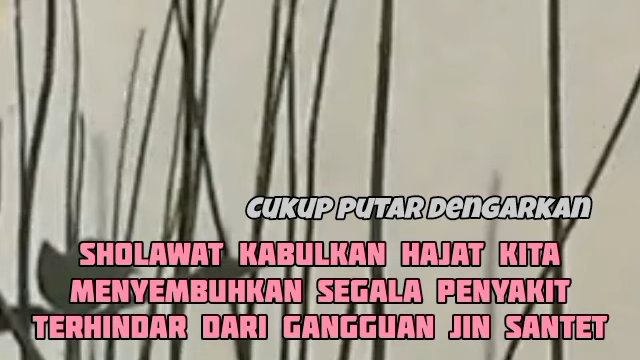 CUKUP PUTAR DENGARKAN
SHOLAWAT KABULKAN HAJAT KITA
MENYEMBUHKAN SEGALA PENYAKIT
TERHINDAR DARI GANGGUAN JIN SANTET